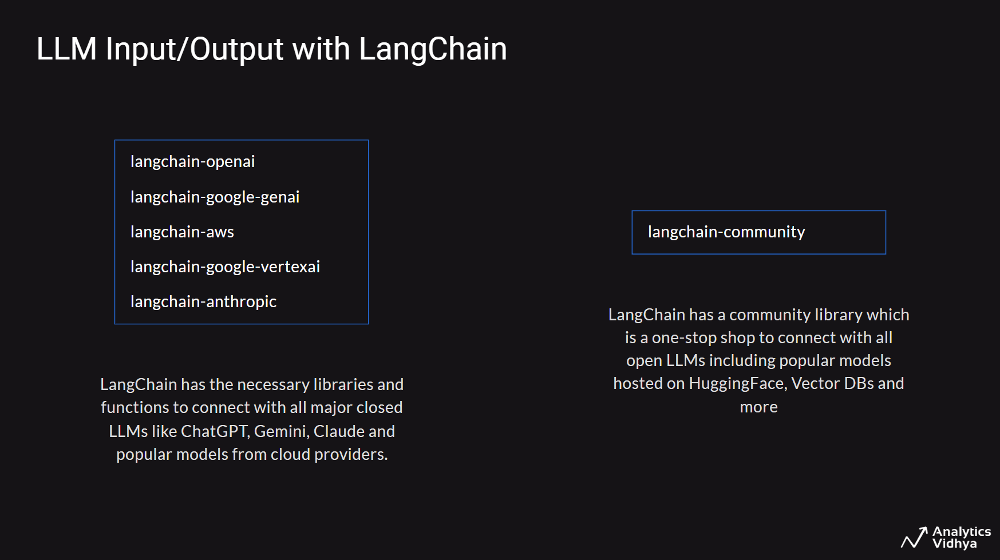 LLM Input/Output with LangChain
langchain-openai
langchain-google-genai
langchain-aws
langchain-google-vertexai
langchain-anthropic
LangChain has the necessary libraries and
functions to connect with all major closed
LLMs like ChatGPT, Gemini, Claude and
popular models from cloud providers.
langchain-community
LangChain has a community library which
is a one-stop shop to connect with all
open LLMs including popular models
hosted on HuggingFace, Vector DBs and
more
Analytics
Vidhya